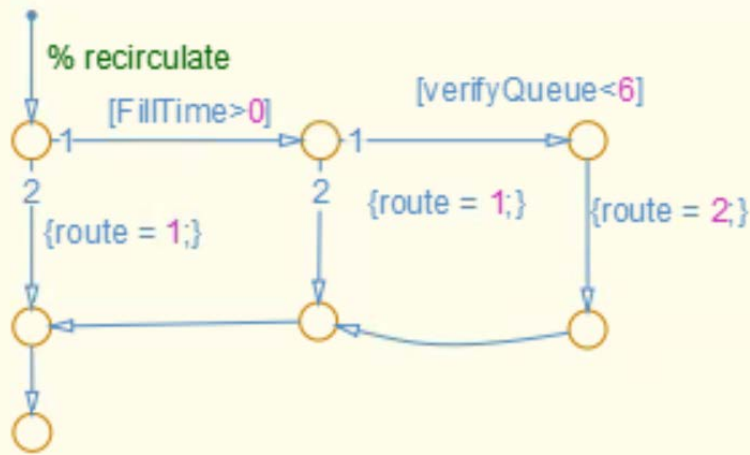 % recirculate
[FillTime>0]
[verifyQueue<6]
1
1
2
2
{route = 1;}
{route = 1;}
{route = 2;}